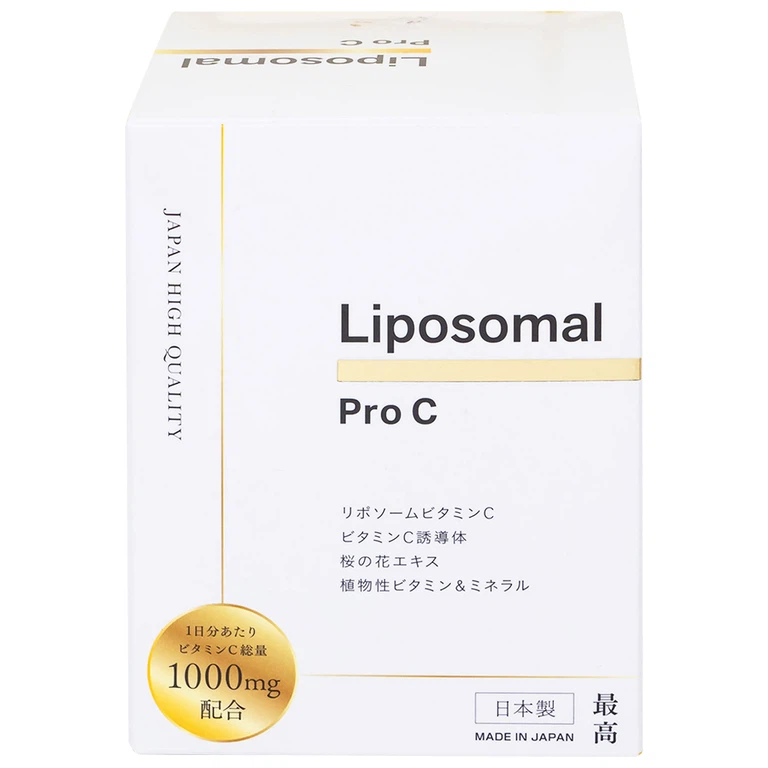 Liposomal
Pro C
JAPAN HIGH QUALITY
Liposomal
Pro C
リポソームビタミンC
ビタミンC誘導体
桜の花エキス
植物性ビタミン＆ミネラル
1日分あたり
ビタミンC総量
1000mg
配合
日本製
MADE IN JAPAN
最高